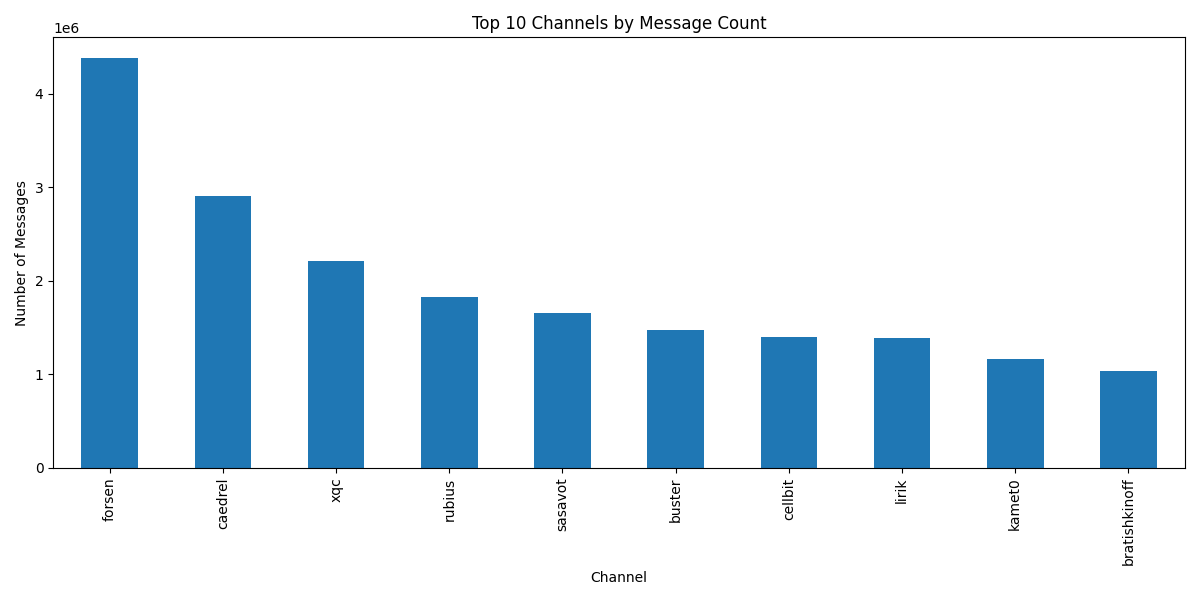 Top 10 Channels by Message Count
1e6
Number of Messages
4
3
2
1
0
forsen
caedrel
xqc
rubius
sasavot
buster
cellbit
lirik
kamet0
bratishkinoff
Channel